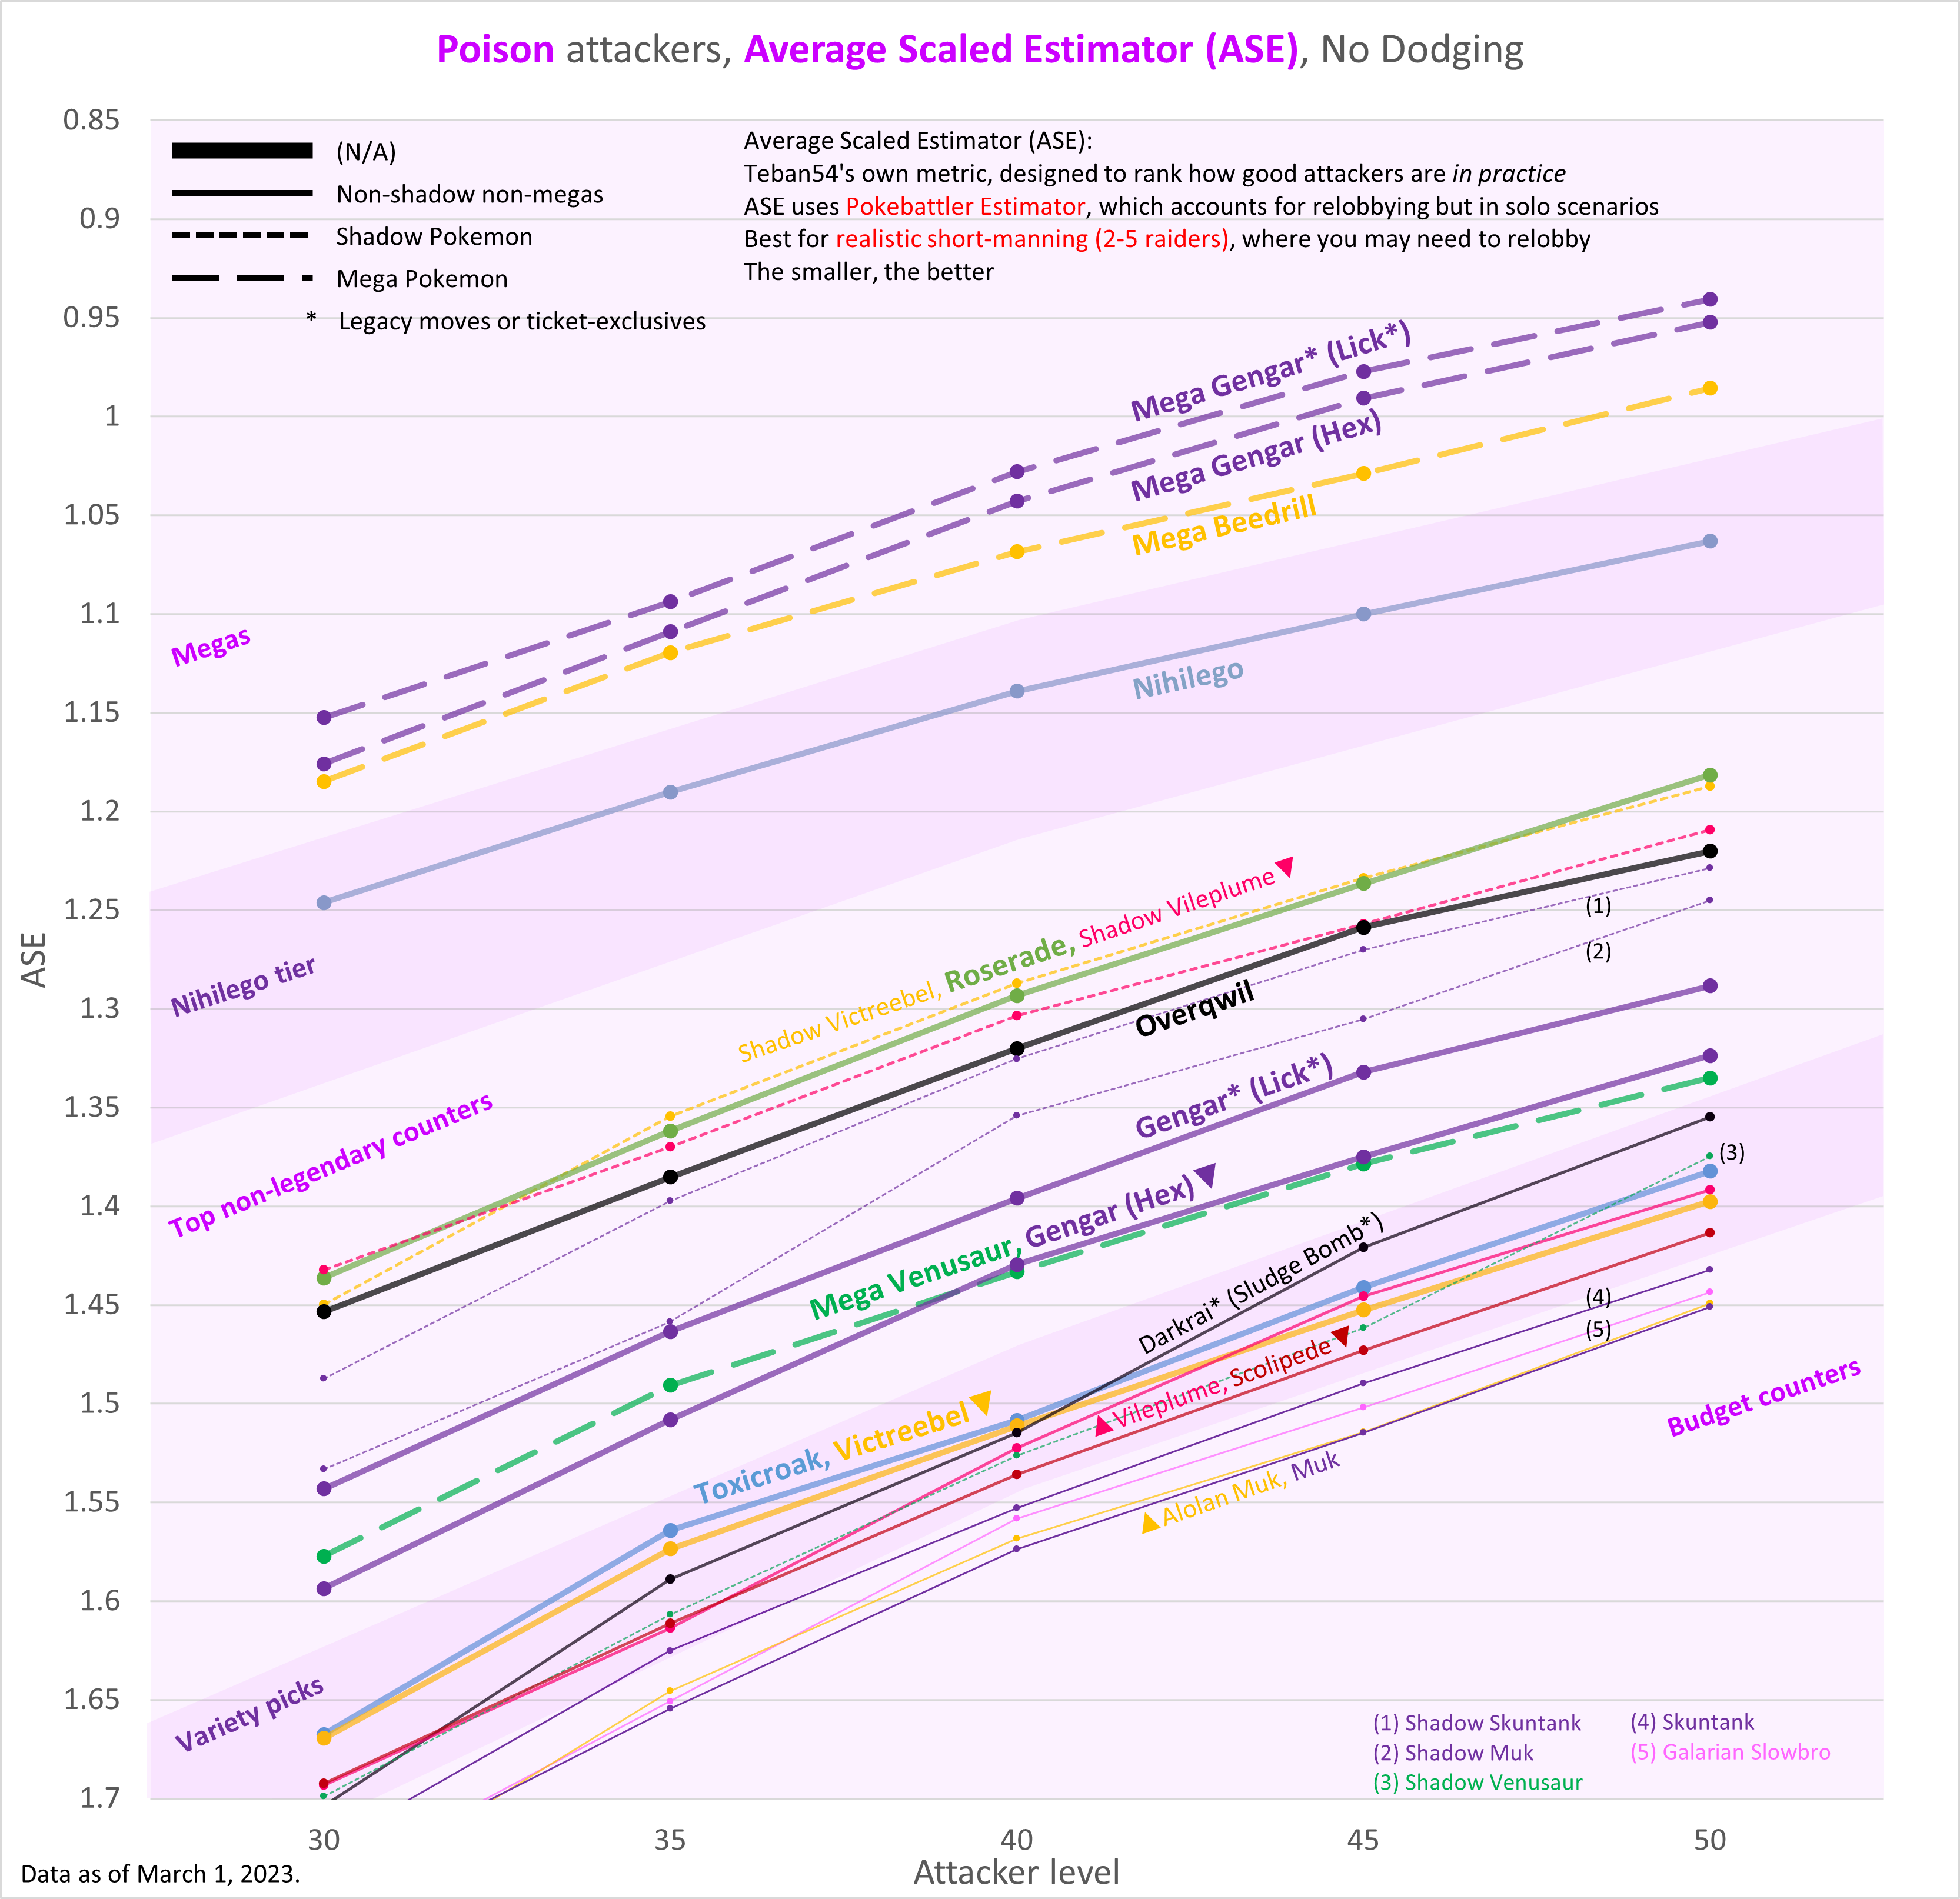 Poison attackers, Average Scaled Estimator (ASE), No Dodging
0.85
0.9
0.95
1
1.05
1.1
1.15
1.2
1.25
1.3
1.35
1.4
1.45
1.5
1.55
1.6
1.65
1.7
ASE
(N/A)
Non-shadow non-megas
Shadow Pokemon
Mega Pokemon
* Legacy moves or ticket-exclusives
Average Scaled Estimator (ASE):
Teban54's own metric, designed to rank how good attackers are in practice
ASE uses Pokebattler Estimator, which accounts for relobbying but in solo scenarios
Best for realistic short-manning (2-5 raiders), where you may need to relobby
The smaller, the better
Mega Gengar* (Lick*)
Mega Gengar (Hex)
Mega Beedrill
Megas
Nihilego
Nihilego tier
Shadow Victreebel, Roserade, Shadow Vileplume▼
(1)
(2)
Overqwil
Top non-legendary counters
Gengar* (Lick*)
Mega Venusaur, Gengar (Hex)▼
(3)
Darkrai* (Sludge Bomb*)
(4)
(5)
▲Vileplume, Scolipede▼
Toxicroak, Victreebel▼
Budget counters
▲Alolan Muk, Muk
Variety picks
(1) Shadow Skuntank
(2) Shadow Muk
(3) Shadow Venusaur
(4) Skuntank
(5) Galarian Slowbro
30
35
40
45
50
Attacker level
Data as of March 1, 2023.